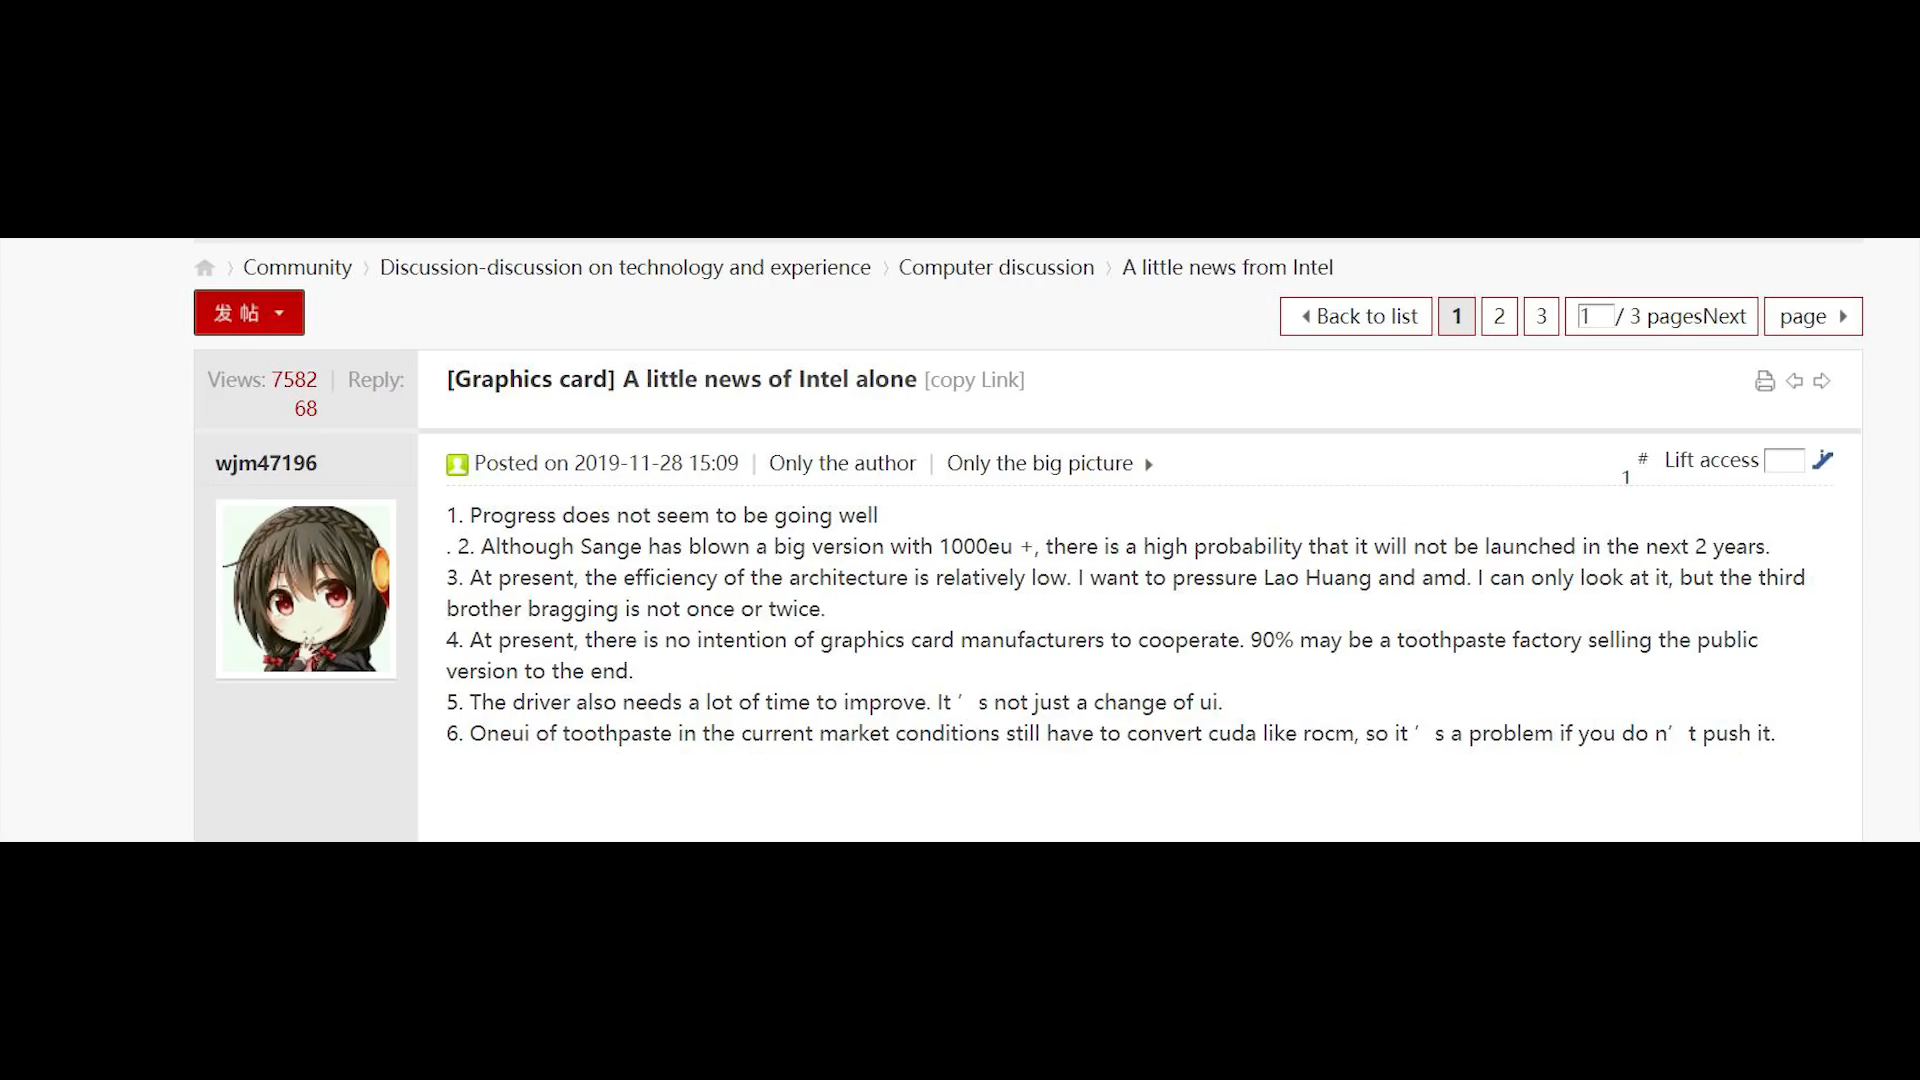 Community 〉 Discussion-discussion on technology and experience 〉 Computer discussion 〉 A little news from Intel
发帖
Back to list 1 2 3 1 / 3 pagesNext page
Views: 7582 | Reply: 68
[Graphics card] A little news of Intel alone [copy Link]
wjm47196
Posted on 2019-11-28 15:09 | Only the author | Only the big picture
1 # Lift access
1. Progress does not seem to be going well
. 2. Although Sange has blown a big version with 1000eu +, there is a high probability that it will not be launched in the next 2 years.
3. At present, the efficiency of the architecture is relatively low. I want to pressure Lao Huang and amd. I can only look at it, but the third
brother bragging is not once or twice.
4. At present, there is no intention of graphics card manufacturers to cooperate. 90% may be a toothpaste factory selling the public
version to the end.
5. The driver also needs a lot of time to improve. It ’ s not just a change of ui.
6. Oneui of toothpaste in the current market conditions still have to convert cuda like rocm, so it ’ s a problem if you do n’ t push it.